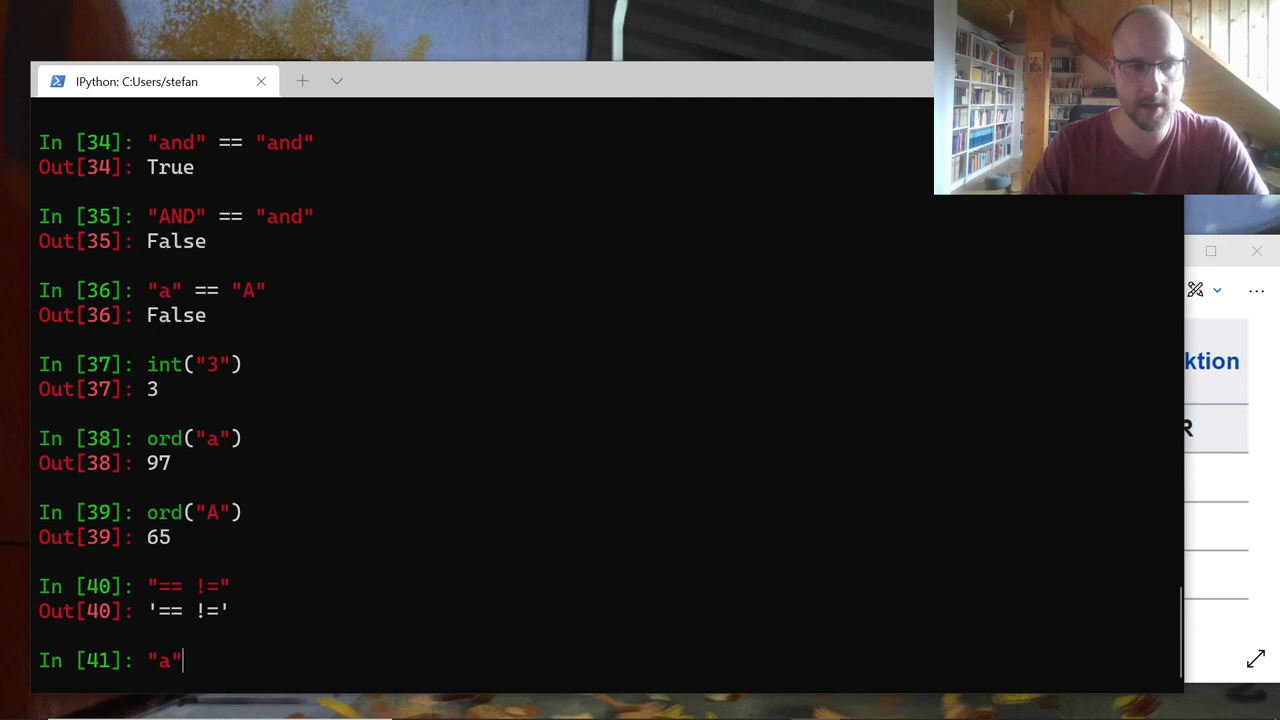 IPython: C:Users/stefan
In [34]: "and" == "and"
Out[34]: True
In [35]: "AND" == "and"
Out[35]: False
In [36]: "a" == "A"
Out[36]: False
In [37]: int("3")
Out[37]: 3
In [38]: ord("a")
Out[38]: 97
In [39]: ord("A")
Out[39]: 65
In [40]: "== !="
Out[40]: '== !='
In [41]: "a"
ktion
R